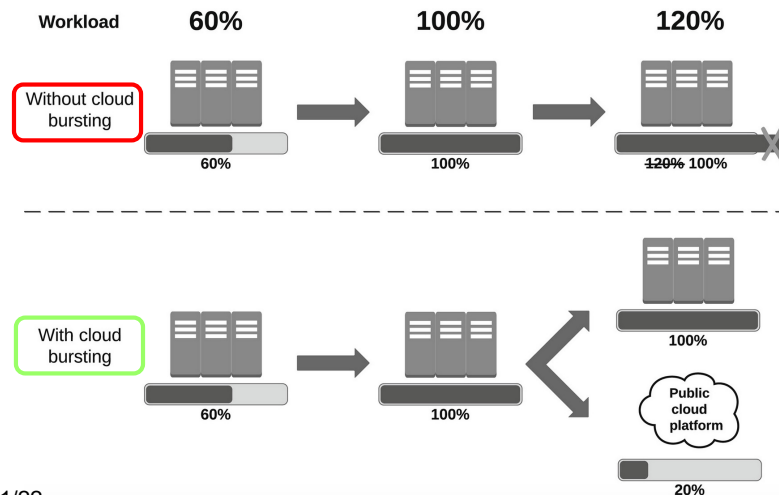 Workload 60% 100% 120%
Without cloud
bursting
60% 100% 120% 100%
With cloud
bursting
60% 100%
100%
Public
cloud
platform
20%